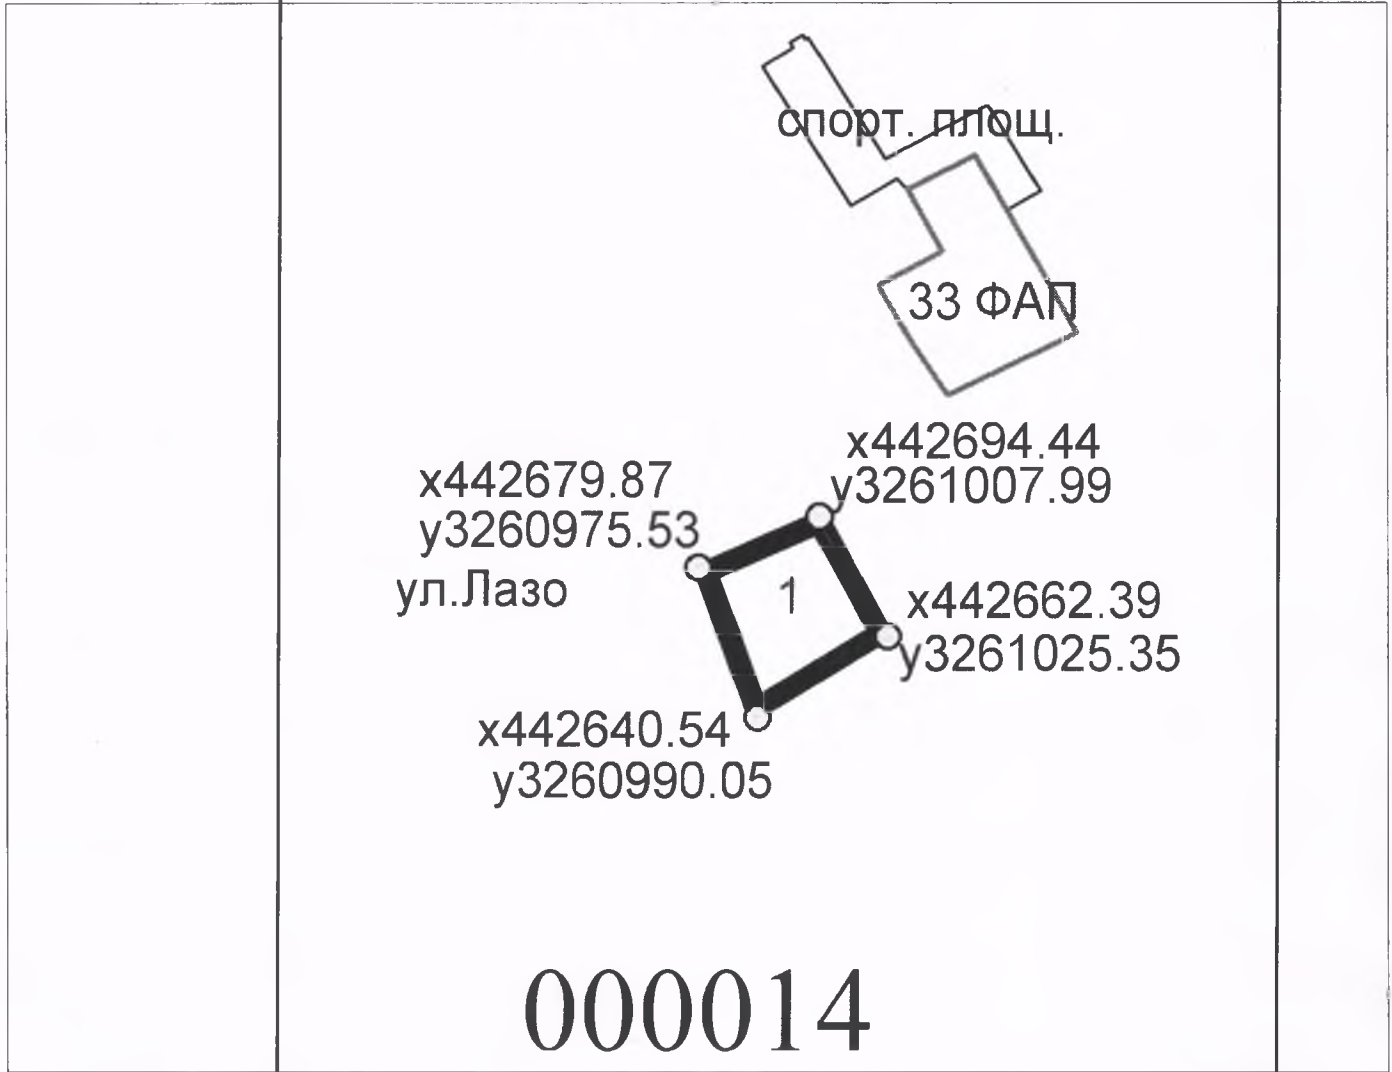 спорт. площ.
33 ФАП
x442694.44
y3261007.99
x442679.87
y3260975.53
ул.Лазо
1
x442662.39
y3261025.35
x442640.54
y3260990.05
000014